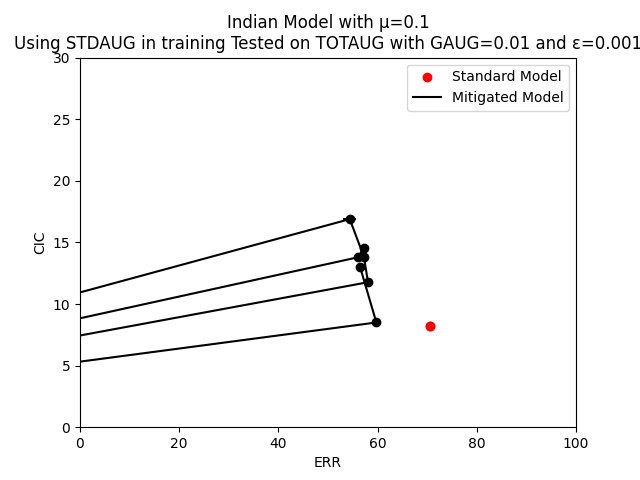 Indian Model with μ=0.1
Using STDAUG in training Tested on TOTAUG with GAUG=0.01 and ε=0.001
Standard Model
Mitigated Model
30
25
20
15
10
5
0
CIC
0 20 40 60 80 100
ERR